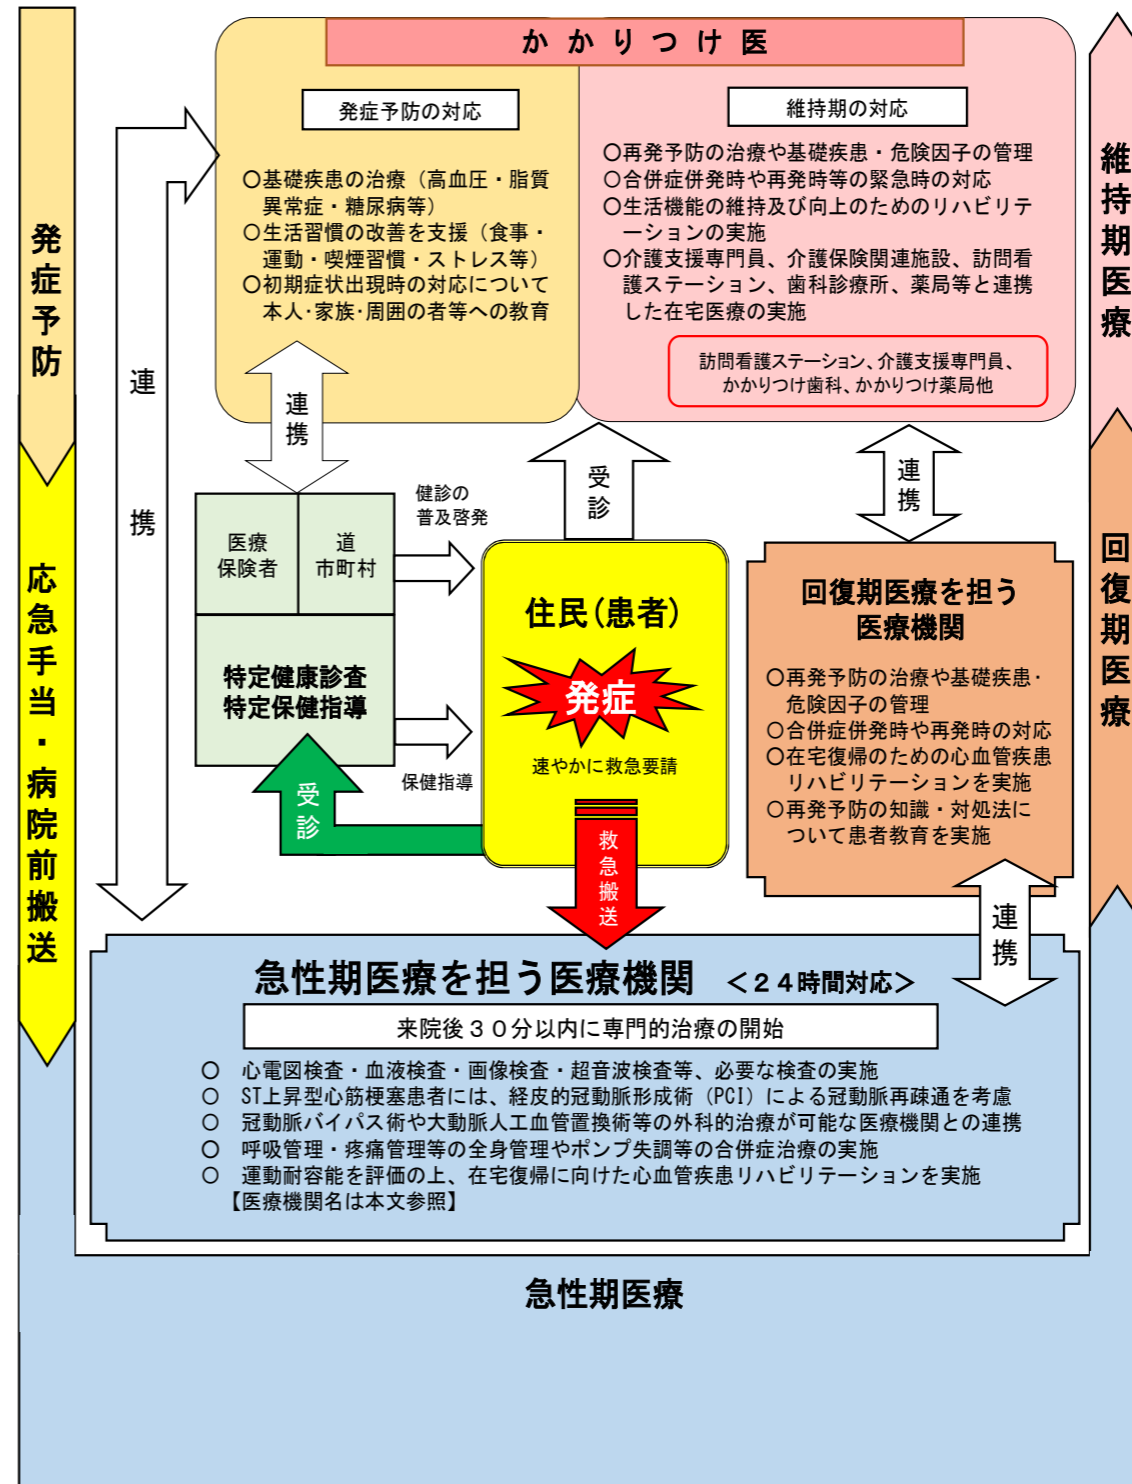 かかりつけ医
発症予防の対応
○基礎疾患の治療（高血圧・脂質
異常症・糖尿病等）
○生活習慣の改善を支援（食事・
運動・喫煙習慣・ストレス等）
○初期症状出現時の対応について
本人・家族・周囲の者等への教育
維持期の対応
○再発予防の治療や基礎疾患・危険因子の管理
○合併症併発時や再発時等の緊急時の対応
○生活機能の維持及び向上のためのリハビリテ
ーションの実施
○介護支援専門員、介護保険関連施設、訪問看
護ステーション、歯科診療所、薬局等と連携
した在宅医療の実施
訪問看護ステーション、介護支援専門員、
かかりつけ歯科、かかりつけ薬局他
発症予防
応急手当・病院前搬送
維持期医療
回復期医療
連携
連携
受診
連携
医療
保険者
道
市町村
健診の
普及啓発
特定健康診査
特定保健指導
保健指導
受診
住民（患者）
発症
速やかに救急要請
救急搬送
回復期医療を担う
医療機関
○再発予防の治療や基礎疾患・
危険因子の管理
○合併症併発時や再発時の対応
○在宅復帰のための心血管疾患
リハビリテーションを実施
○再発予防の知識・対処法に
ついて患者教育を実施
連携
急性期医療を担う医療機関　＜２４時間対応＞
来院後３０分以内に専門的治療の開始
○　心電図検査・血液検査・画像検査・超音波検査等、必要な検査の実施
○　ST上昇型心筋梗塞患者には、経皮的冠動脈形成術（PCI）による冠動脈再疎通を考慮
○　冠動脈バイパス術や大動脈人工血管置換術等の外科的治療が可能な医療機関との連携
○　呼吸管理・疼痛管理等の全身管理やポンプ失調等の合併症治療の実施
○　運動耐容能を評価の上、在宅復帰に向けた心血管疾患リハビリテーションを実施
【医療機関名は本文参照】
急性期医療